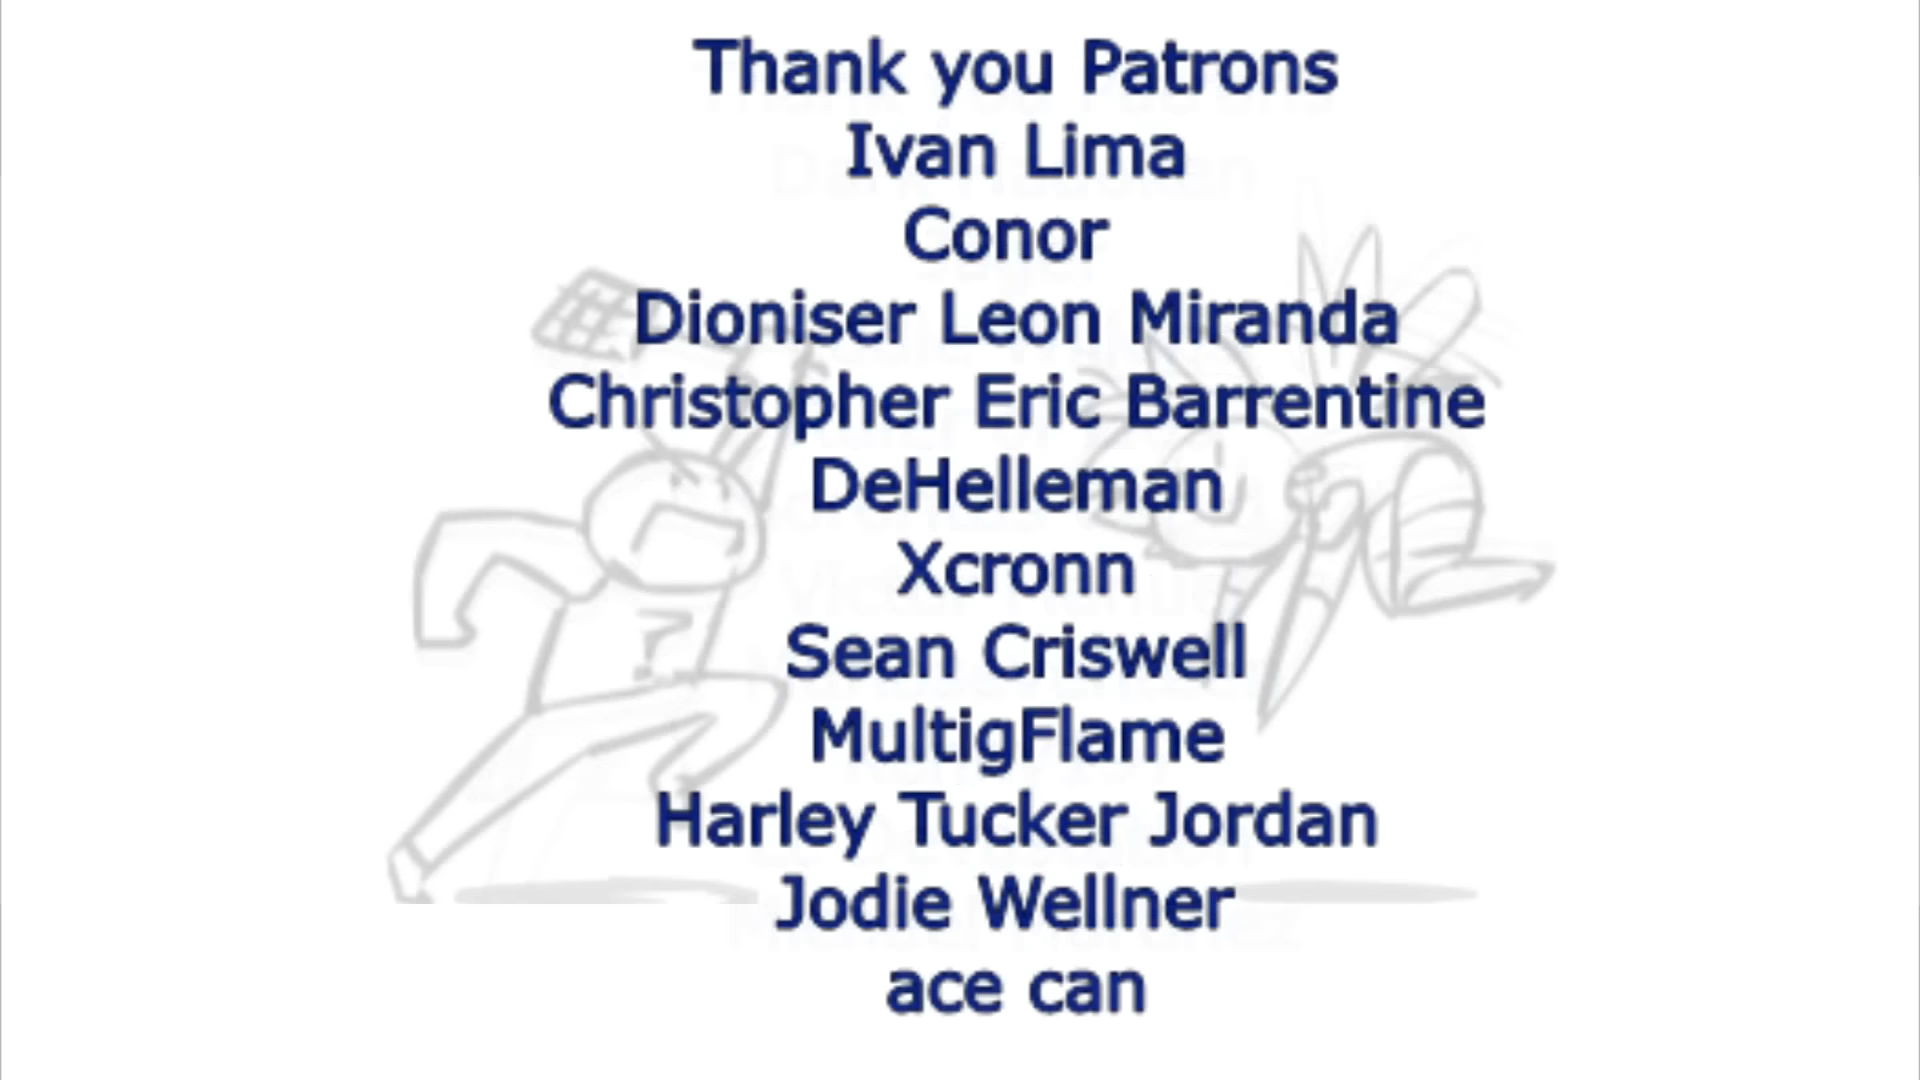 Thank you Patrons
Ivan Lima
Conor
Dioniser Leon Miranda
Christopher Eric Barrentine
DeHelleman
Xcronn
Sean Criswell
MultigFlame
Harley Tucker Jordan
Jodie Wellner
ace can